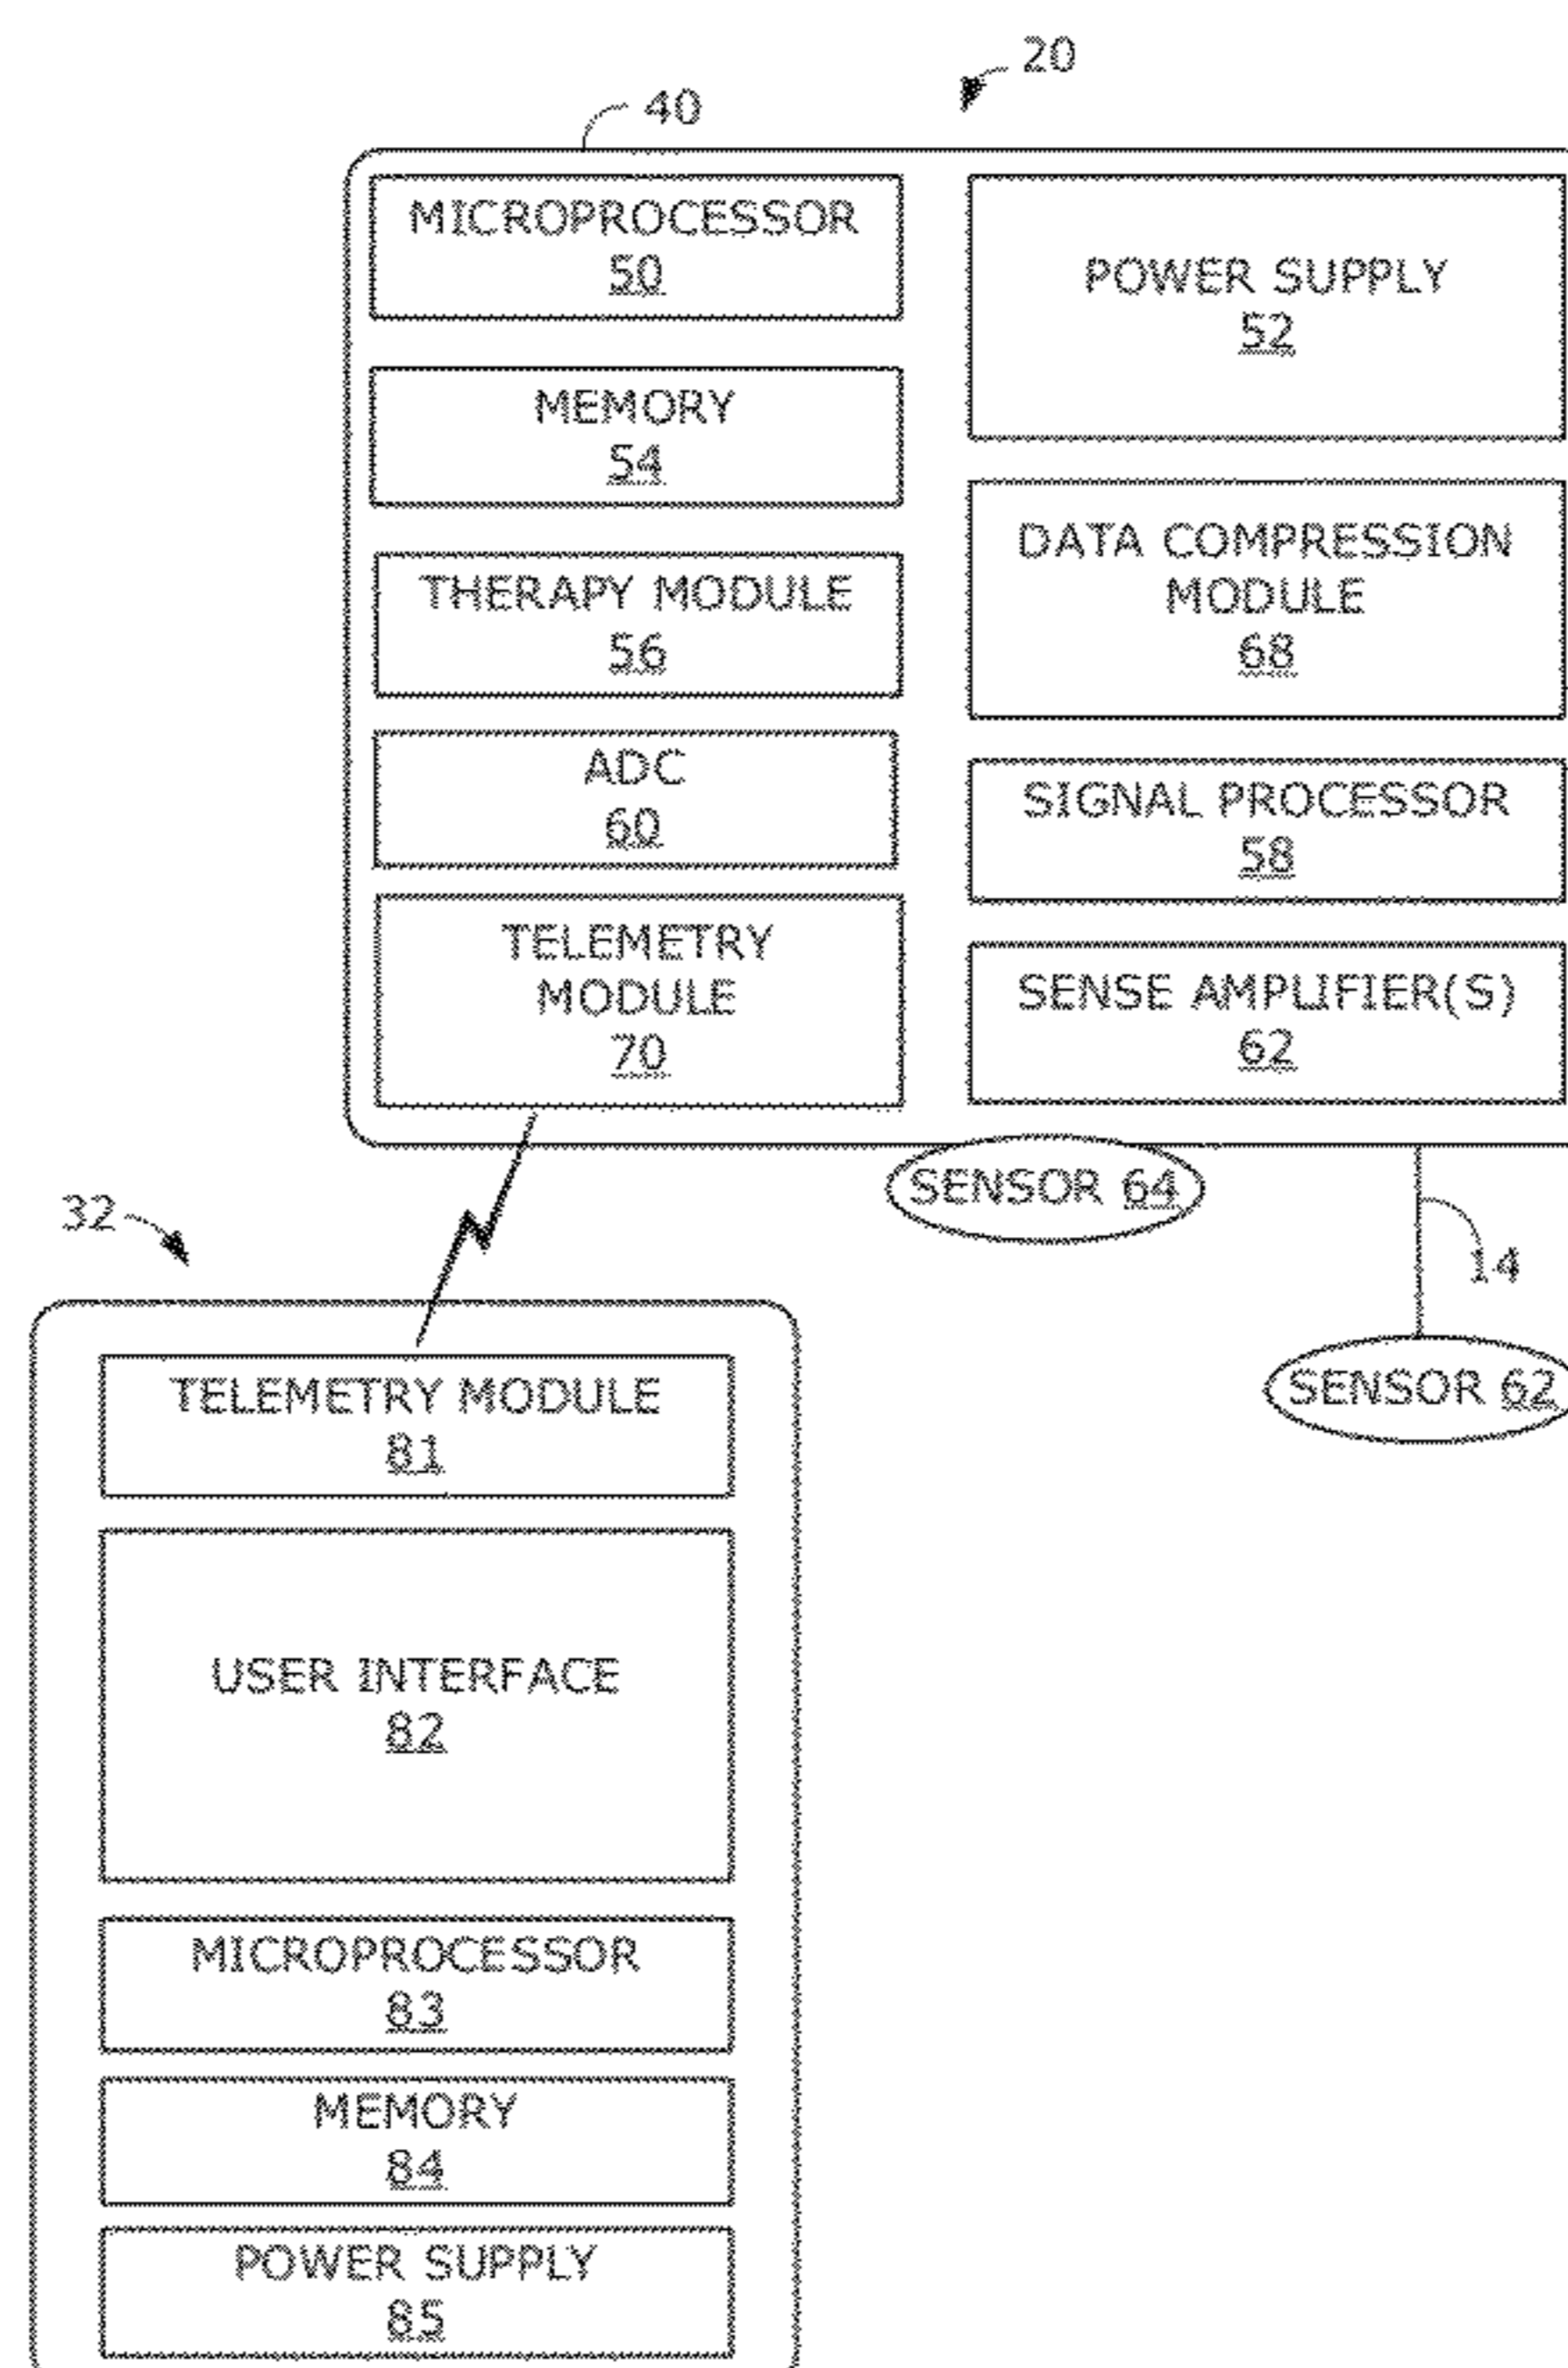 20
40
MICROPROCESSOR
50
POWER SUPPLY
52
MEMORY
54
DATA COMPRESSION
MODULE
68
THERAPY MODULE
56
ADC
60
SIGNAL PROCESSOR
58
TELEMETRY
MODULE
70
SENSE AMPLIFIER(S)
62
SENSOR 64
14
SENSOR 62
32
TELEMETRY MODULE
81
USER INTERFACE
82
MICROPROCESSOR
83
MEMORY
84
POWER SUPPLY
85